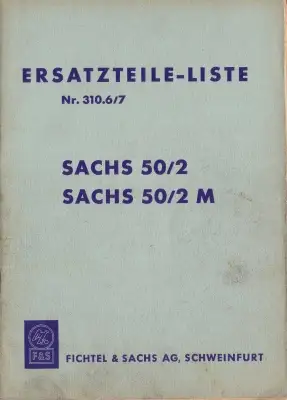 ERSATZTEILE-LISTE
Nr. 310.6/7
SACHS 50/2
SACHS 50/2 M
F&S
FICHTEL & SACHS AG, SCHWEINFURT